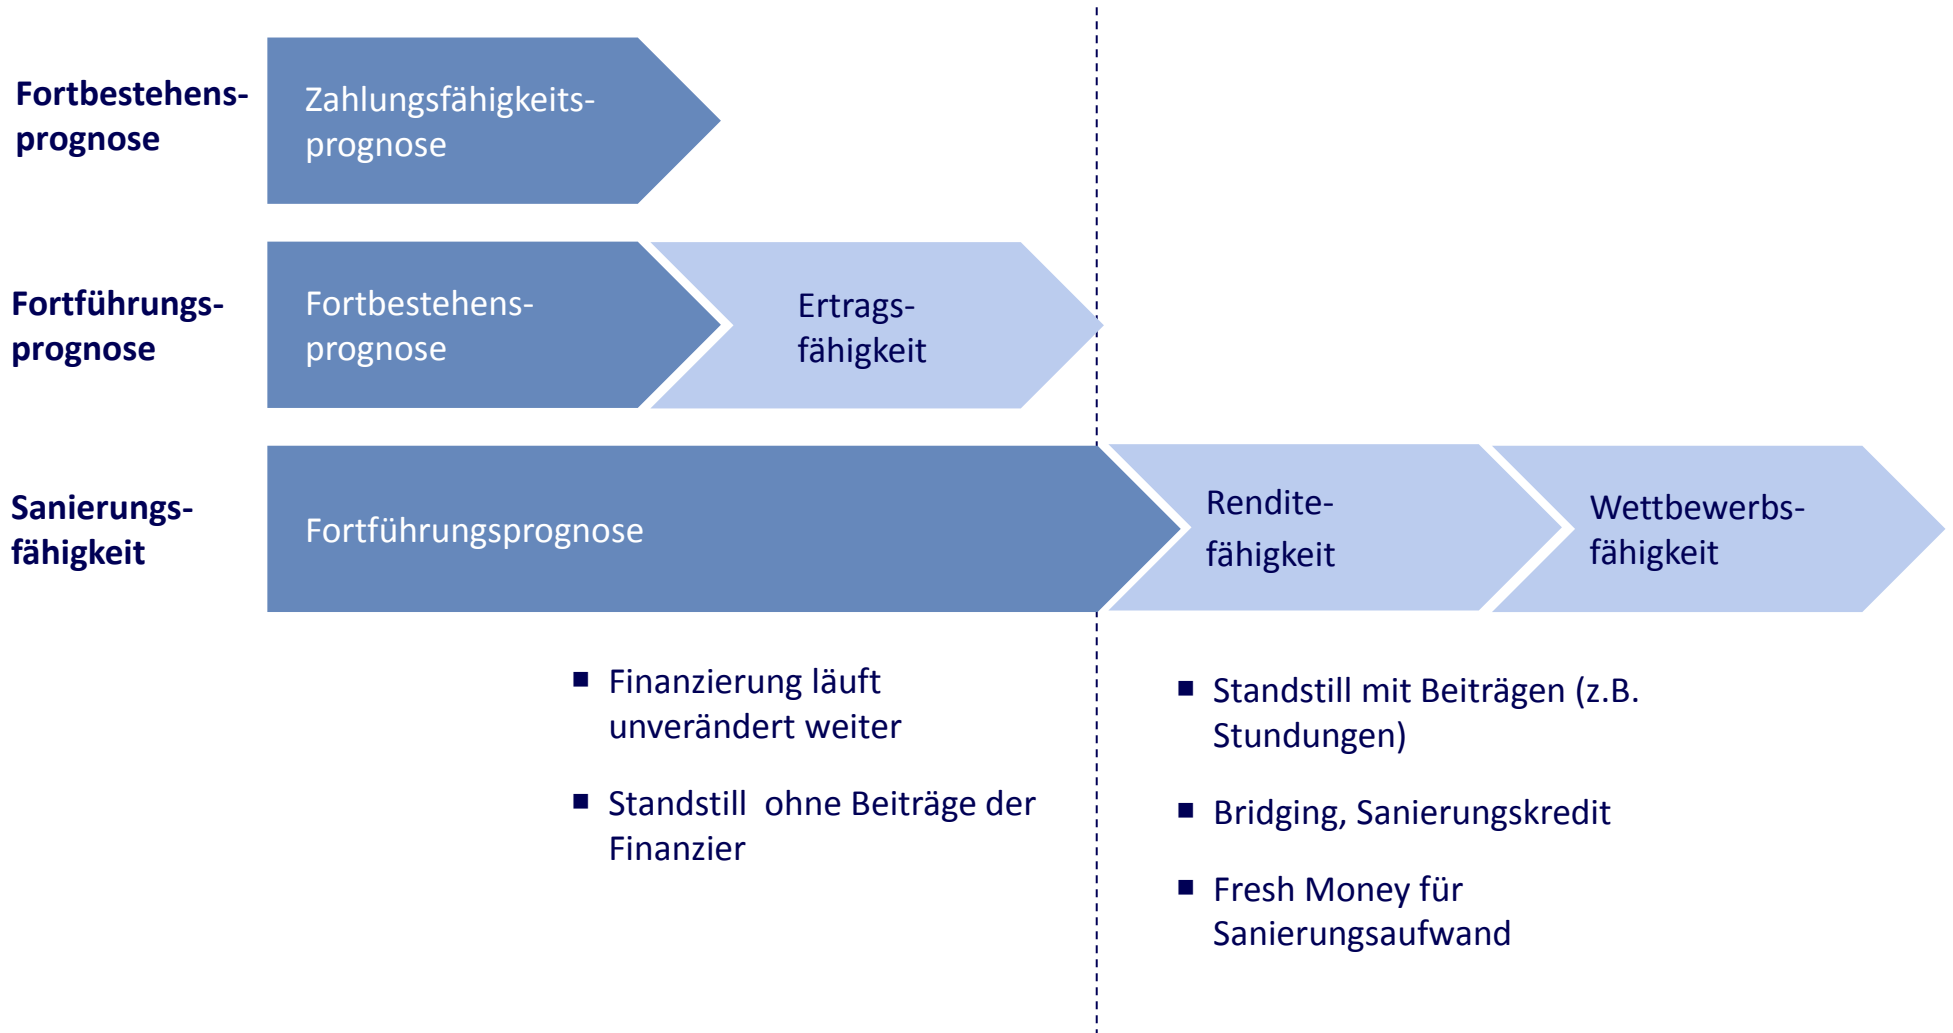 Fortbestehens-
prognose
Zahlungsfähigkeits-
prognose
Fortführungs-
prognose
Fortbestehens-
prognose
Ertrags-
fähigkeit
Sanierungs-
fähigkeit
Fortführungsprognose
Rendite-
fähigkeit
Wettbewerbs-
fähigkeit
■ Finanzierung läuft
unverändert weiter
■ Standstill ohne Beiträge der
Finanzier
■ Standstill mit Beiträgen (z.B.
Stundungen)
■ Bridging, Sanierungskredit
■ Fresh Money für
Sanierungsaufwand